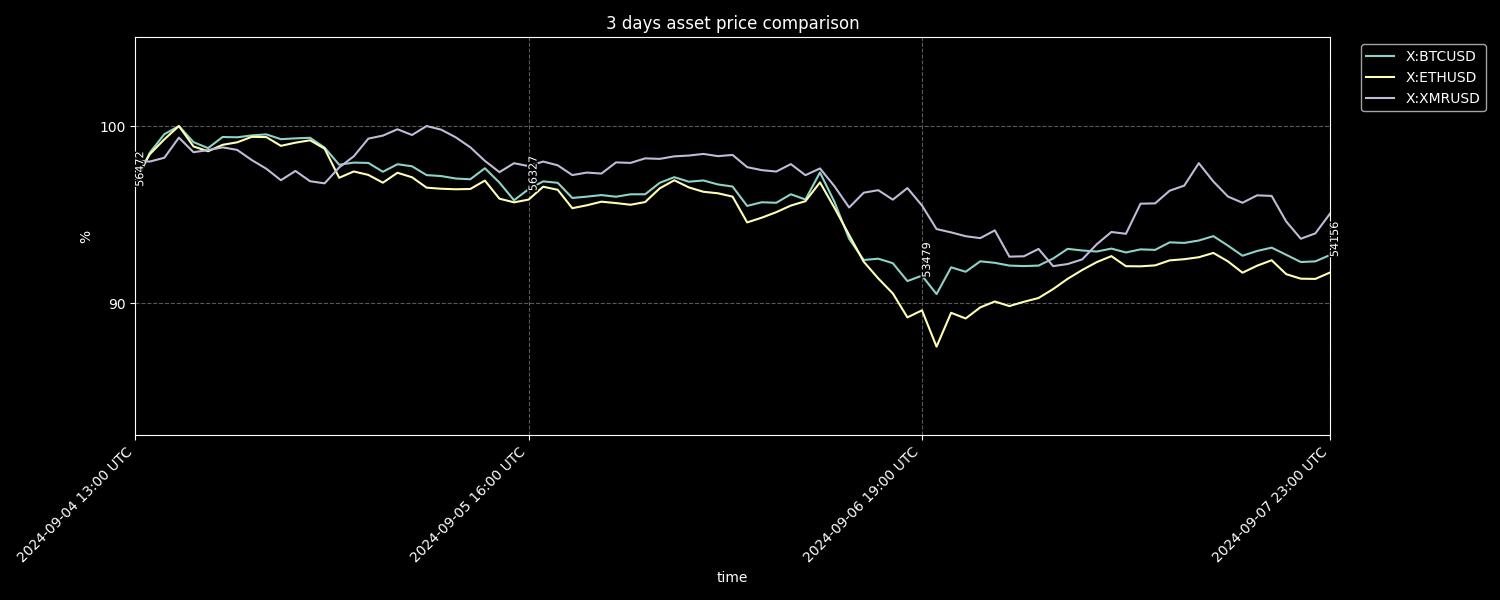 3 days asset price comparison
X:BTCUSD
X:ETHUSD
X:XMRUSD
100
90
%
56472
56327
53479
54156
2024-09-04 13:00 UTC
2024-09-05 16:00 UTC
2024-09-06 19:00 UTC
2024-09-07 23:00 UTC
time